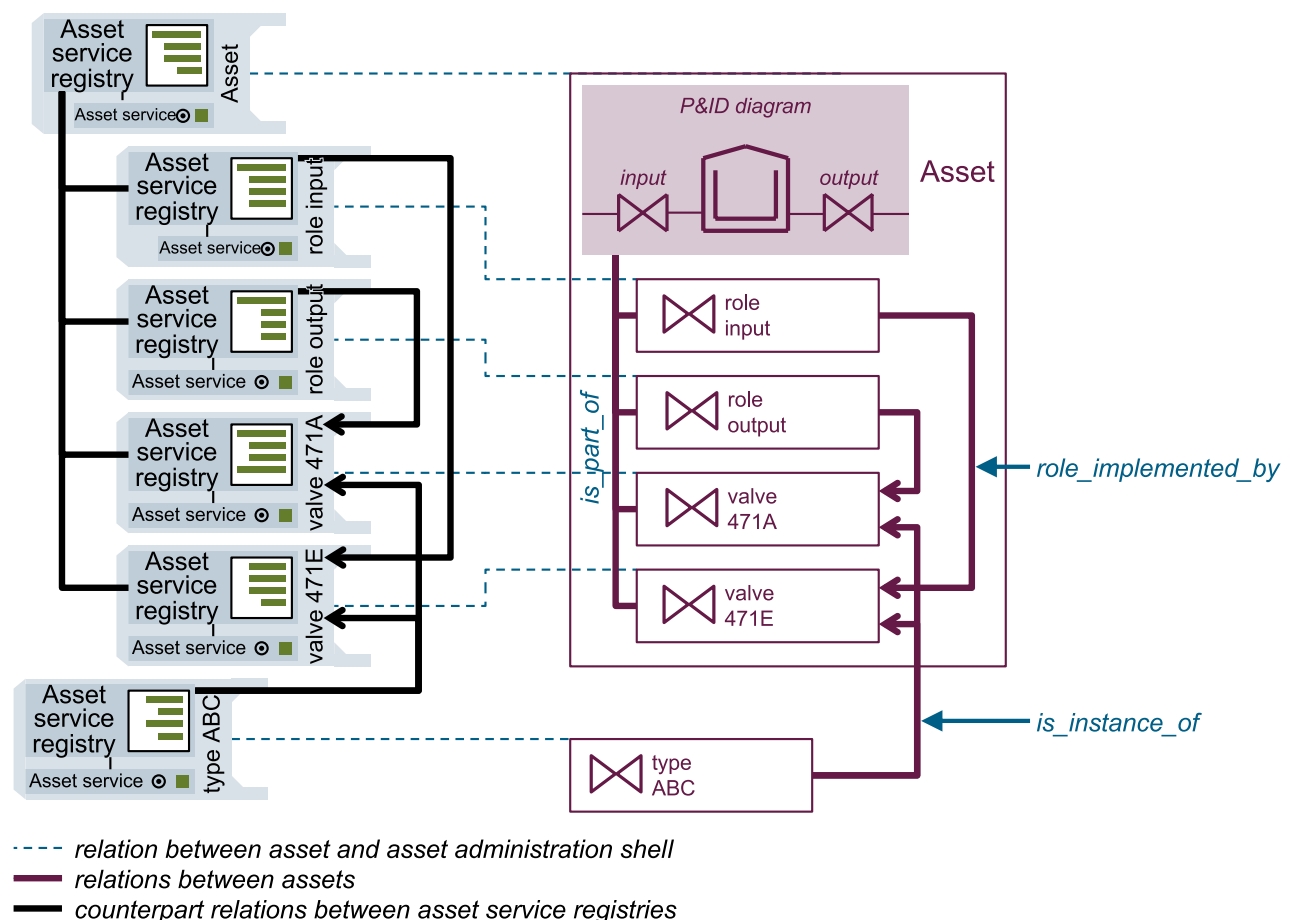 Asset
service
registry
Asset service
Asset
Asset
service
registry
Asset service
role input
Asset
service
registry
Asset service
role output
Asset
service
registry
Asset service
valve 471A
Asset
service
registry
Asset service
valve 471E
Asset
service
registry
Asset service
type ABC
P&ID diagram
input
output
Asset
role
input
role
output
valve
471A
valve
471E
is_part_of
role_implemented_by
is_instance_of
type
ABC
relation between asset and asset administration shell
relations between assets
counterpart relations between asset service registries